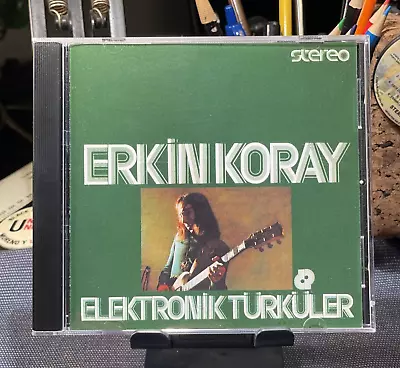 stereo
ERKİN KORAY
ELEKTRONİK TÜRKÜLER